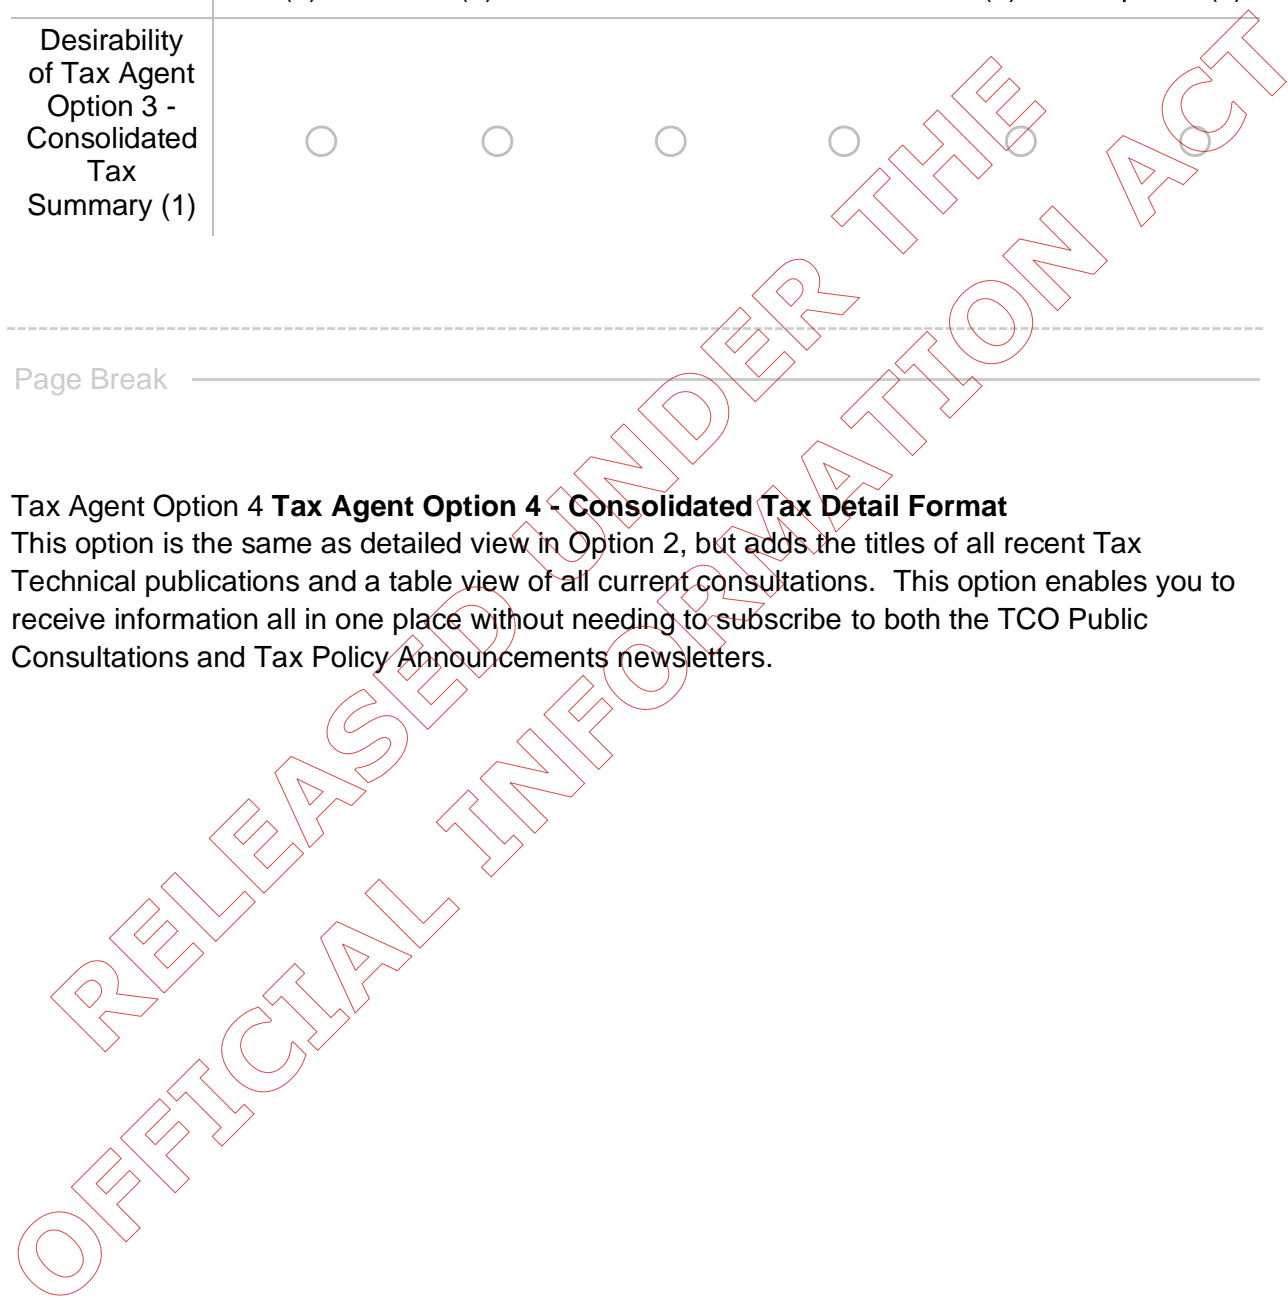 Desirability
of Tax Agent
Option 3 -
Consolidated
Tax
Summary (1)
Page Break
Tax Agent Option 4 Tax Agent Option 4 - Consolidated Tax Detail Format
This option is the same as detailed view in Option 2, but adds the titles of all recent Tax
Technical publications and a table view of all current consultations.  This option enables you to
receive information all in one place without needing to subscribe to both the TCO Public
Consultations and Tax Policy Announcements newsletters.
RELEASED UNDER THE
OFFICIAL INFORMATION ACT